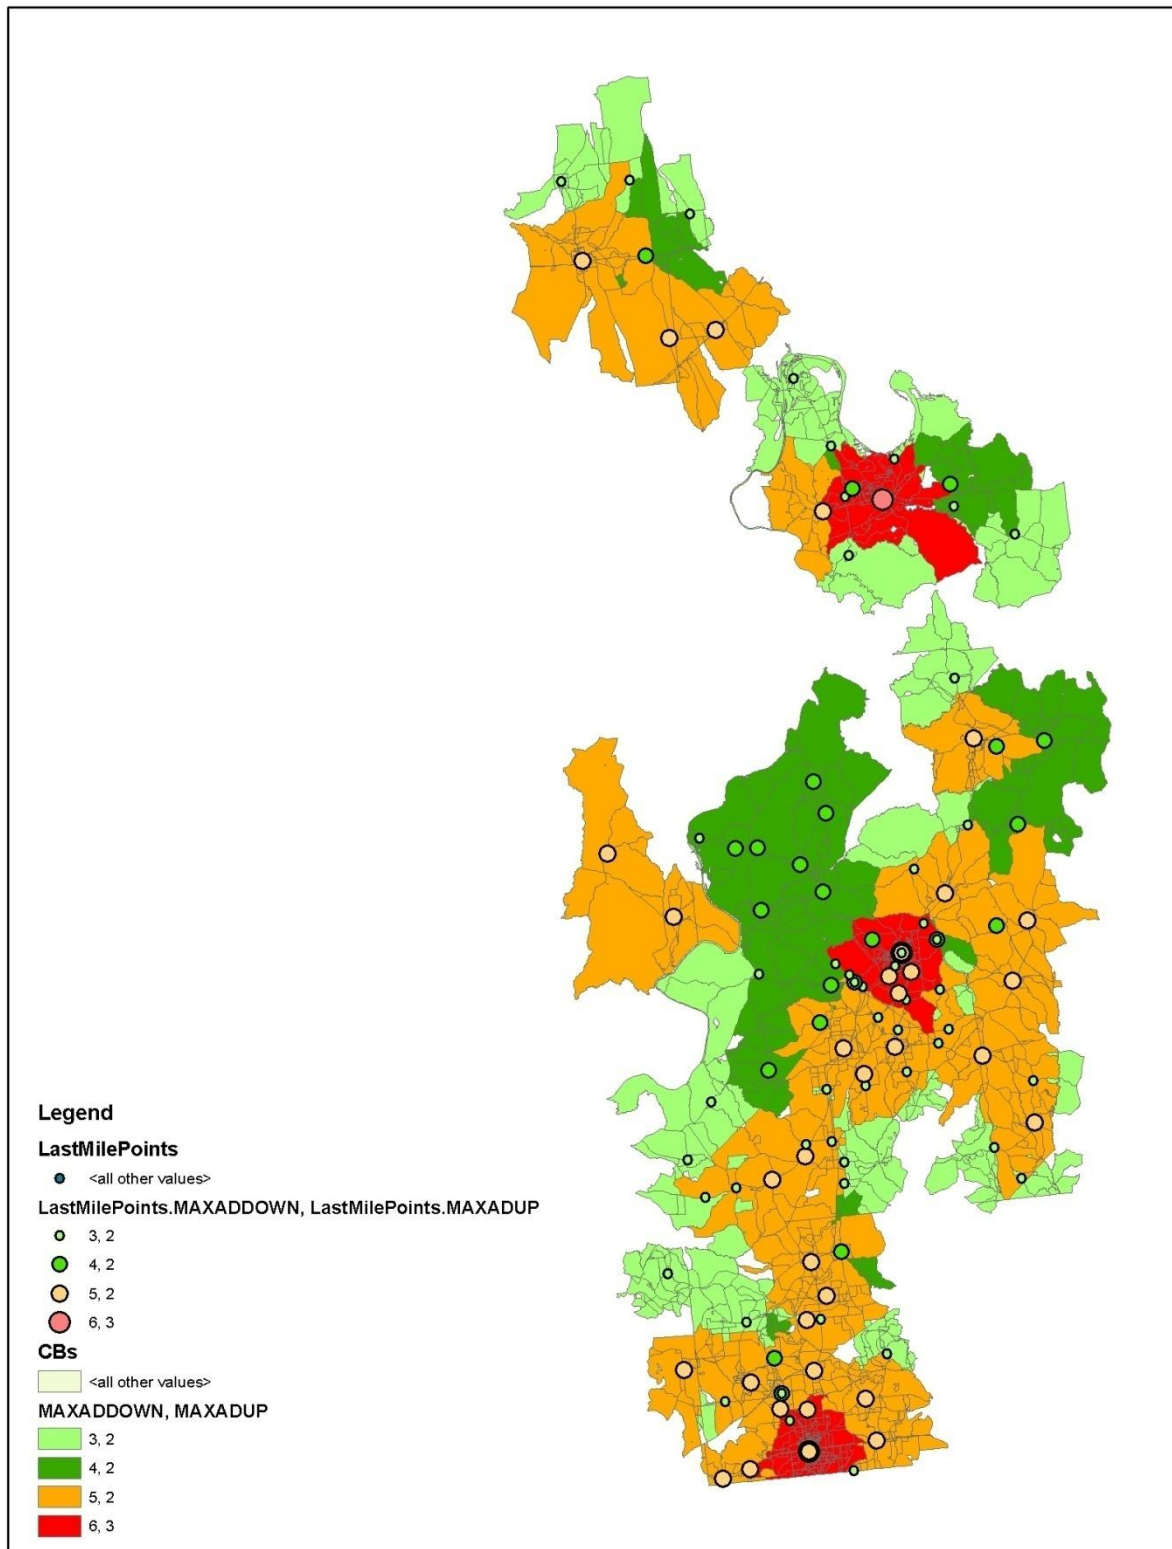 Legend
LastMilePoints
<all other values>
LastMilePoints.MAXADDOWN, LastMilePoints.MAXADUP
3, 2
4, 2
5, 2
6, 3
CBs
<all other values>
MAXADDOWN, MAXADUP
3, 2
4, 2
5, 2
6, 3